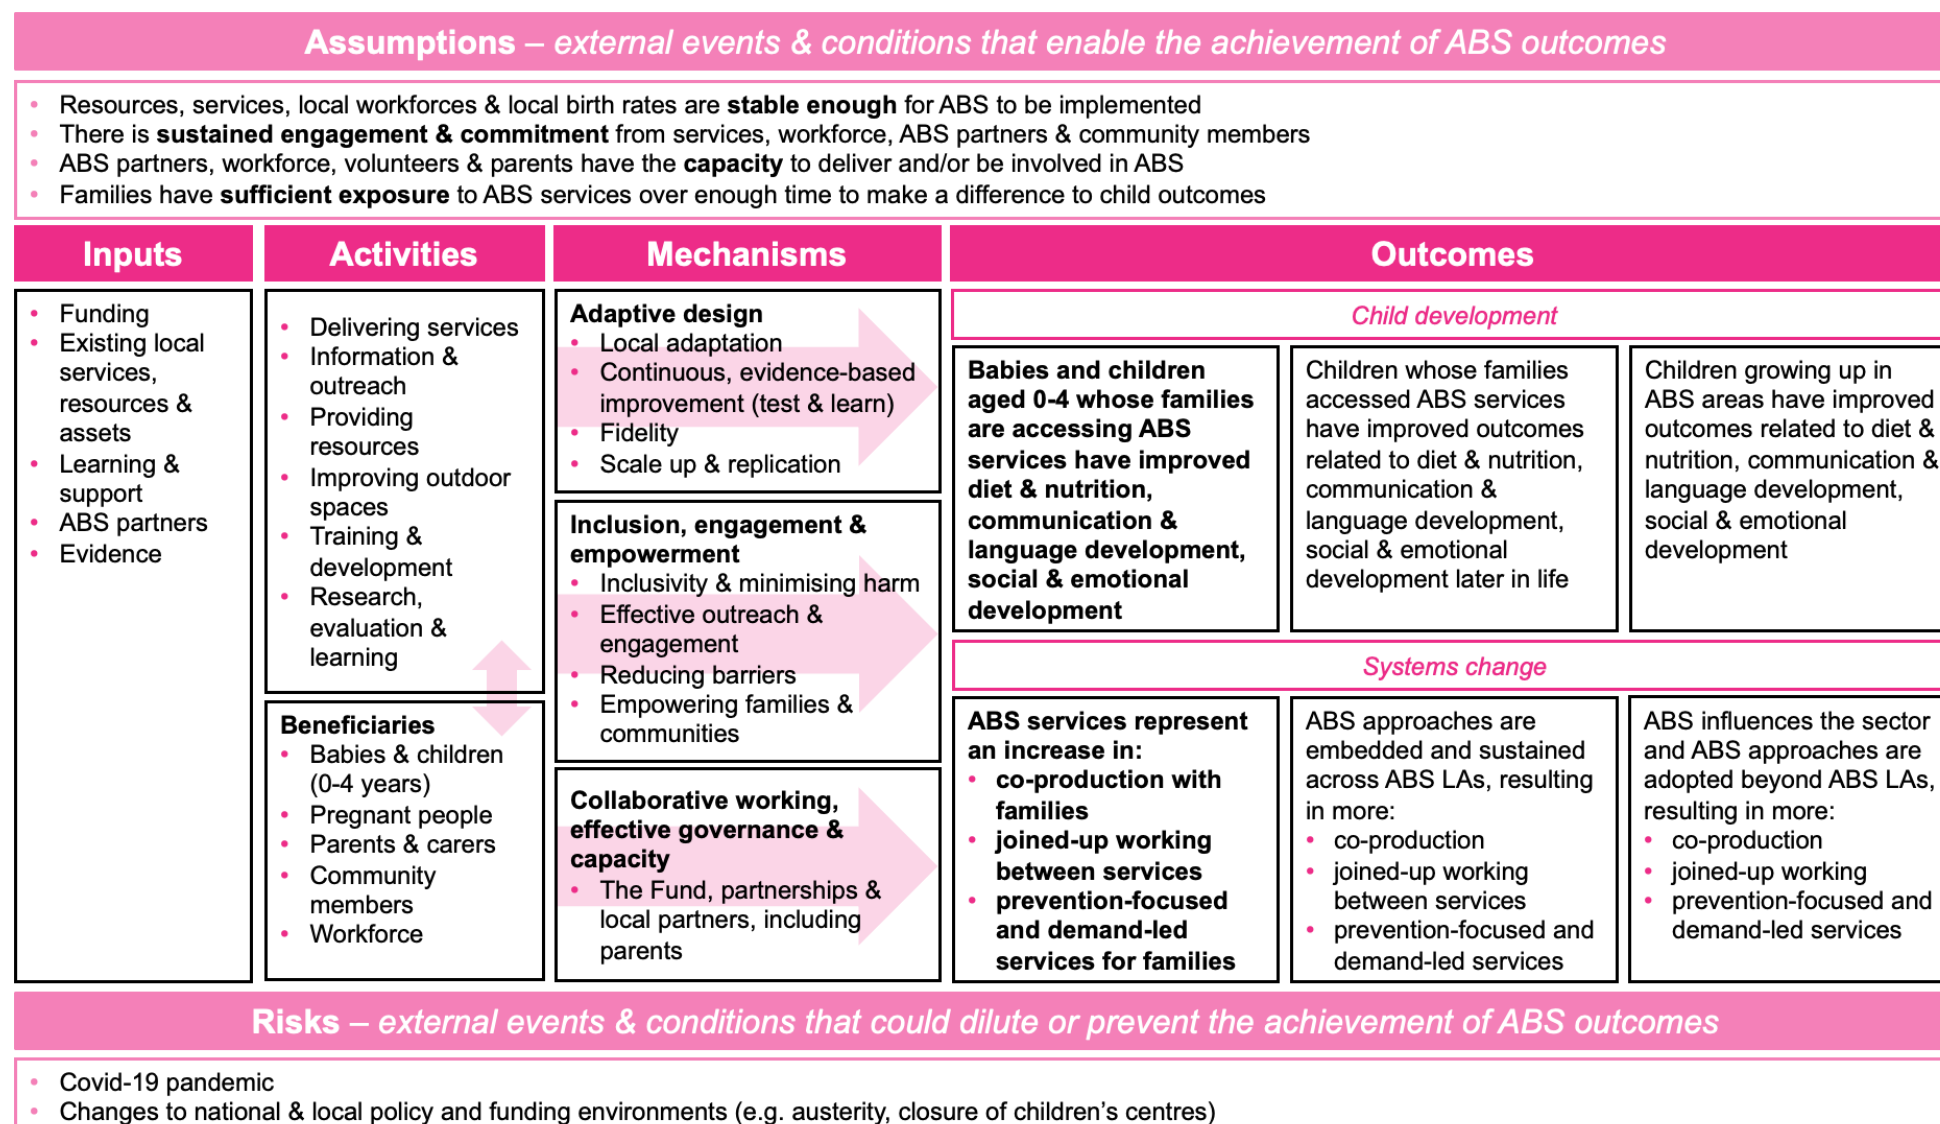 Assumptions – external events & conditions that enable the achievement of ABS outcomes
• Resources, services, local workforces & local birth rates are stable enough for ABS to be implemented
• There is sustained engagement & commitment from services, workforce, ABS partners & community members
• ABS partners, workforce, volunteers & parents have the capacity to deliver and/or be involved in ABS
• Families have sufficient exposure to ABS services over enough time to make a difference to child outcomes
Inputs
• Funding
• Existing local
services,
resources &
assets
• Learning &
support
• ABS partners
• Evidence
Activities
• Delivering services
• Information &
outreach
• Providing
resources
• Improving outdoor
spaces
• Training &
development
• Research,
evaluation &
learning
Beneficiaries
• Babies & children
(0-4 years)
• Pregnant people
• Parents & carers
• Community
members
• Workforce
Mechanisms
Adaptive design
• Local adaptation
• Continuous, evidence-based
improvement (test & learn)
• Fidelity
• Scale up & replication
Inclusion, engagement &
empowerment
• Inclusivity & minimising harm
• Effective outreach &
engagement
• Reducing barriers
• Empowering families &
communities
Collaborative working,
effective governance &
capacity
• The Fund, partnerships &
local partners, including
parents
Outcomes
Child development
Babies and children
aged 0-4 whose families
are accessing ABS
services have improved
diet & nutrition,
communication &
language development,
social & emotional
development
Children whose families
accessed ABS services
have improved outcomes
related to diet & nutrition,
communication &
language development,
social & emotional
development later in life
Children growing up in
ABS areas have improved
outcomes related to diet &
nutrition, communication &
language development,
social & emotional
development
Systems change
ABS services represent
an increase in:
• co-production with
families
• joined-up working
between services
• prevention-focused
and demand-led
services for families
ABS approaches are
embedded and sustained
across ABS LAs, resulting
in more:
• co-production
• joined-up working
between services
• prevention-focused and
demand-led services
ABS influences the sector
and ABS approaches are
adopted beyond ABS LAs,
resulting in more:
• co-production
• joined-up working
• prevention-focused and
demand-led services
Risks – external events & conditions that could dilute or prevent the achievement of ABS outcomes
• Covid-19 pandemic
• Changes to national & local policy and funding environments (e.g. austerity, closure of children’s centres)